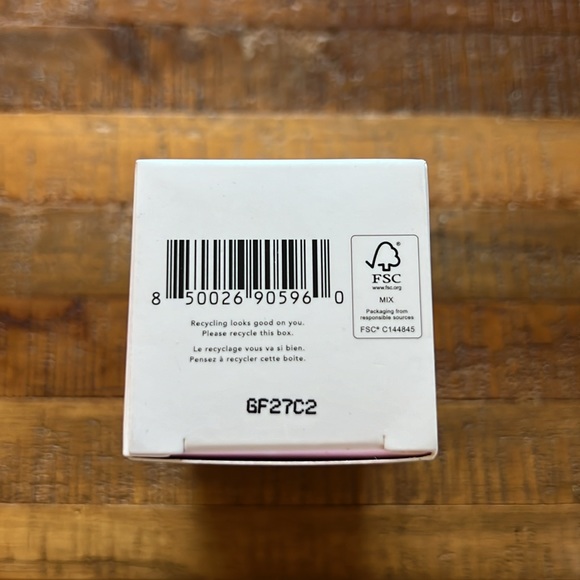 8 50026 90596 0
FSC
www.fsc.org
MIX
Packaging from
responsible sources
FSC® C144845
Recycling looks good on you.
Please recycle this box.
Le recyclage vous va si bien.
Pensez à recycler cette boîte.
GF27C2